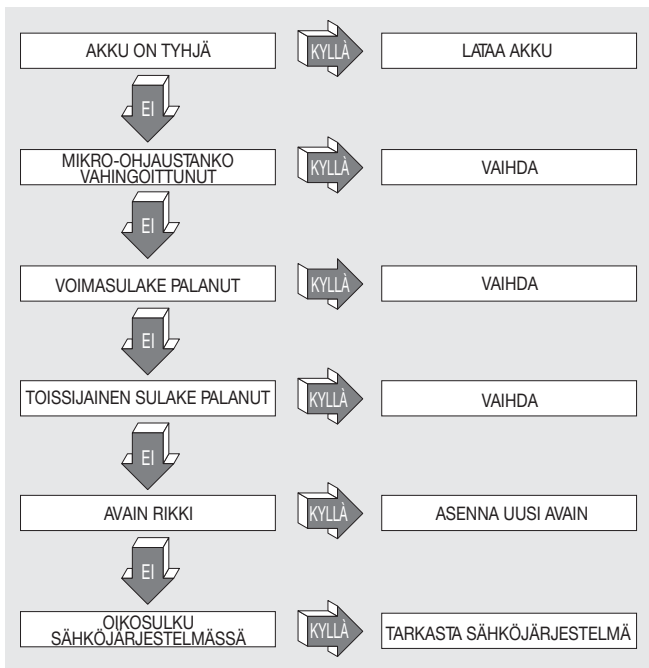 AKKU ON TYHJÄ
KYLLÀ
LATAA AKKU
EI
MIKRO-OHJAUSTANKO
VAHINGOITTUNUT
KYLLÀ
VAIHDA
EI
VOIMASULAKE PALANUT
KYLLÀ
VAIHDA
EI
TOISSIJAINEN SULAKE PALANUT
KYLLÀ
VAIHDA
EI
AVAIN RIKKI
KYLLÀ
ASENNA UUSI AVAIN
EI
OIKOSULKU
SÄHKÖJÄRJESTELMÄSSÄ
KYLLÀ
TARKASTA SÄHKÖJÄRJESTELMÄ